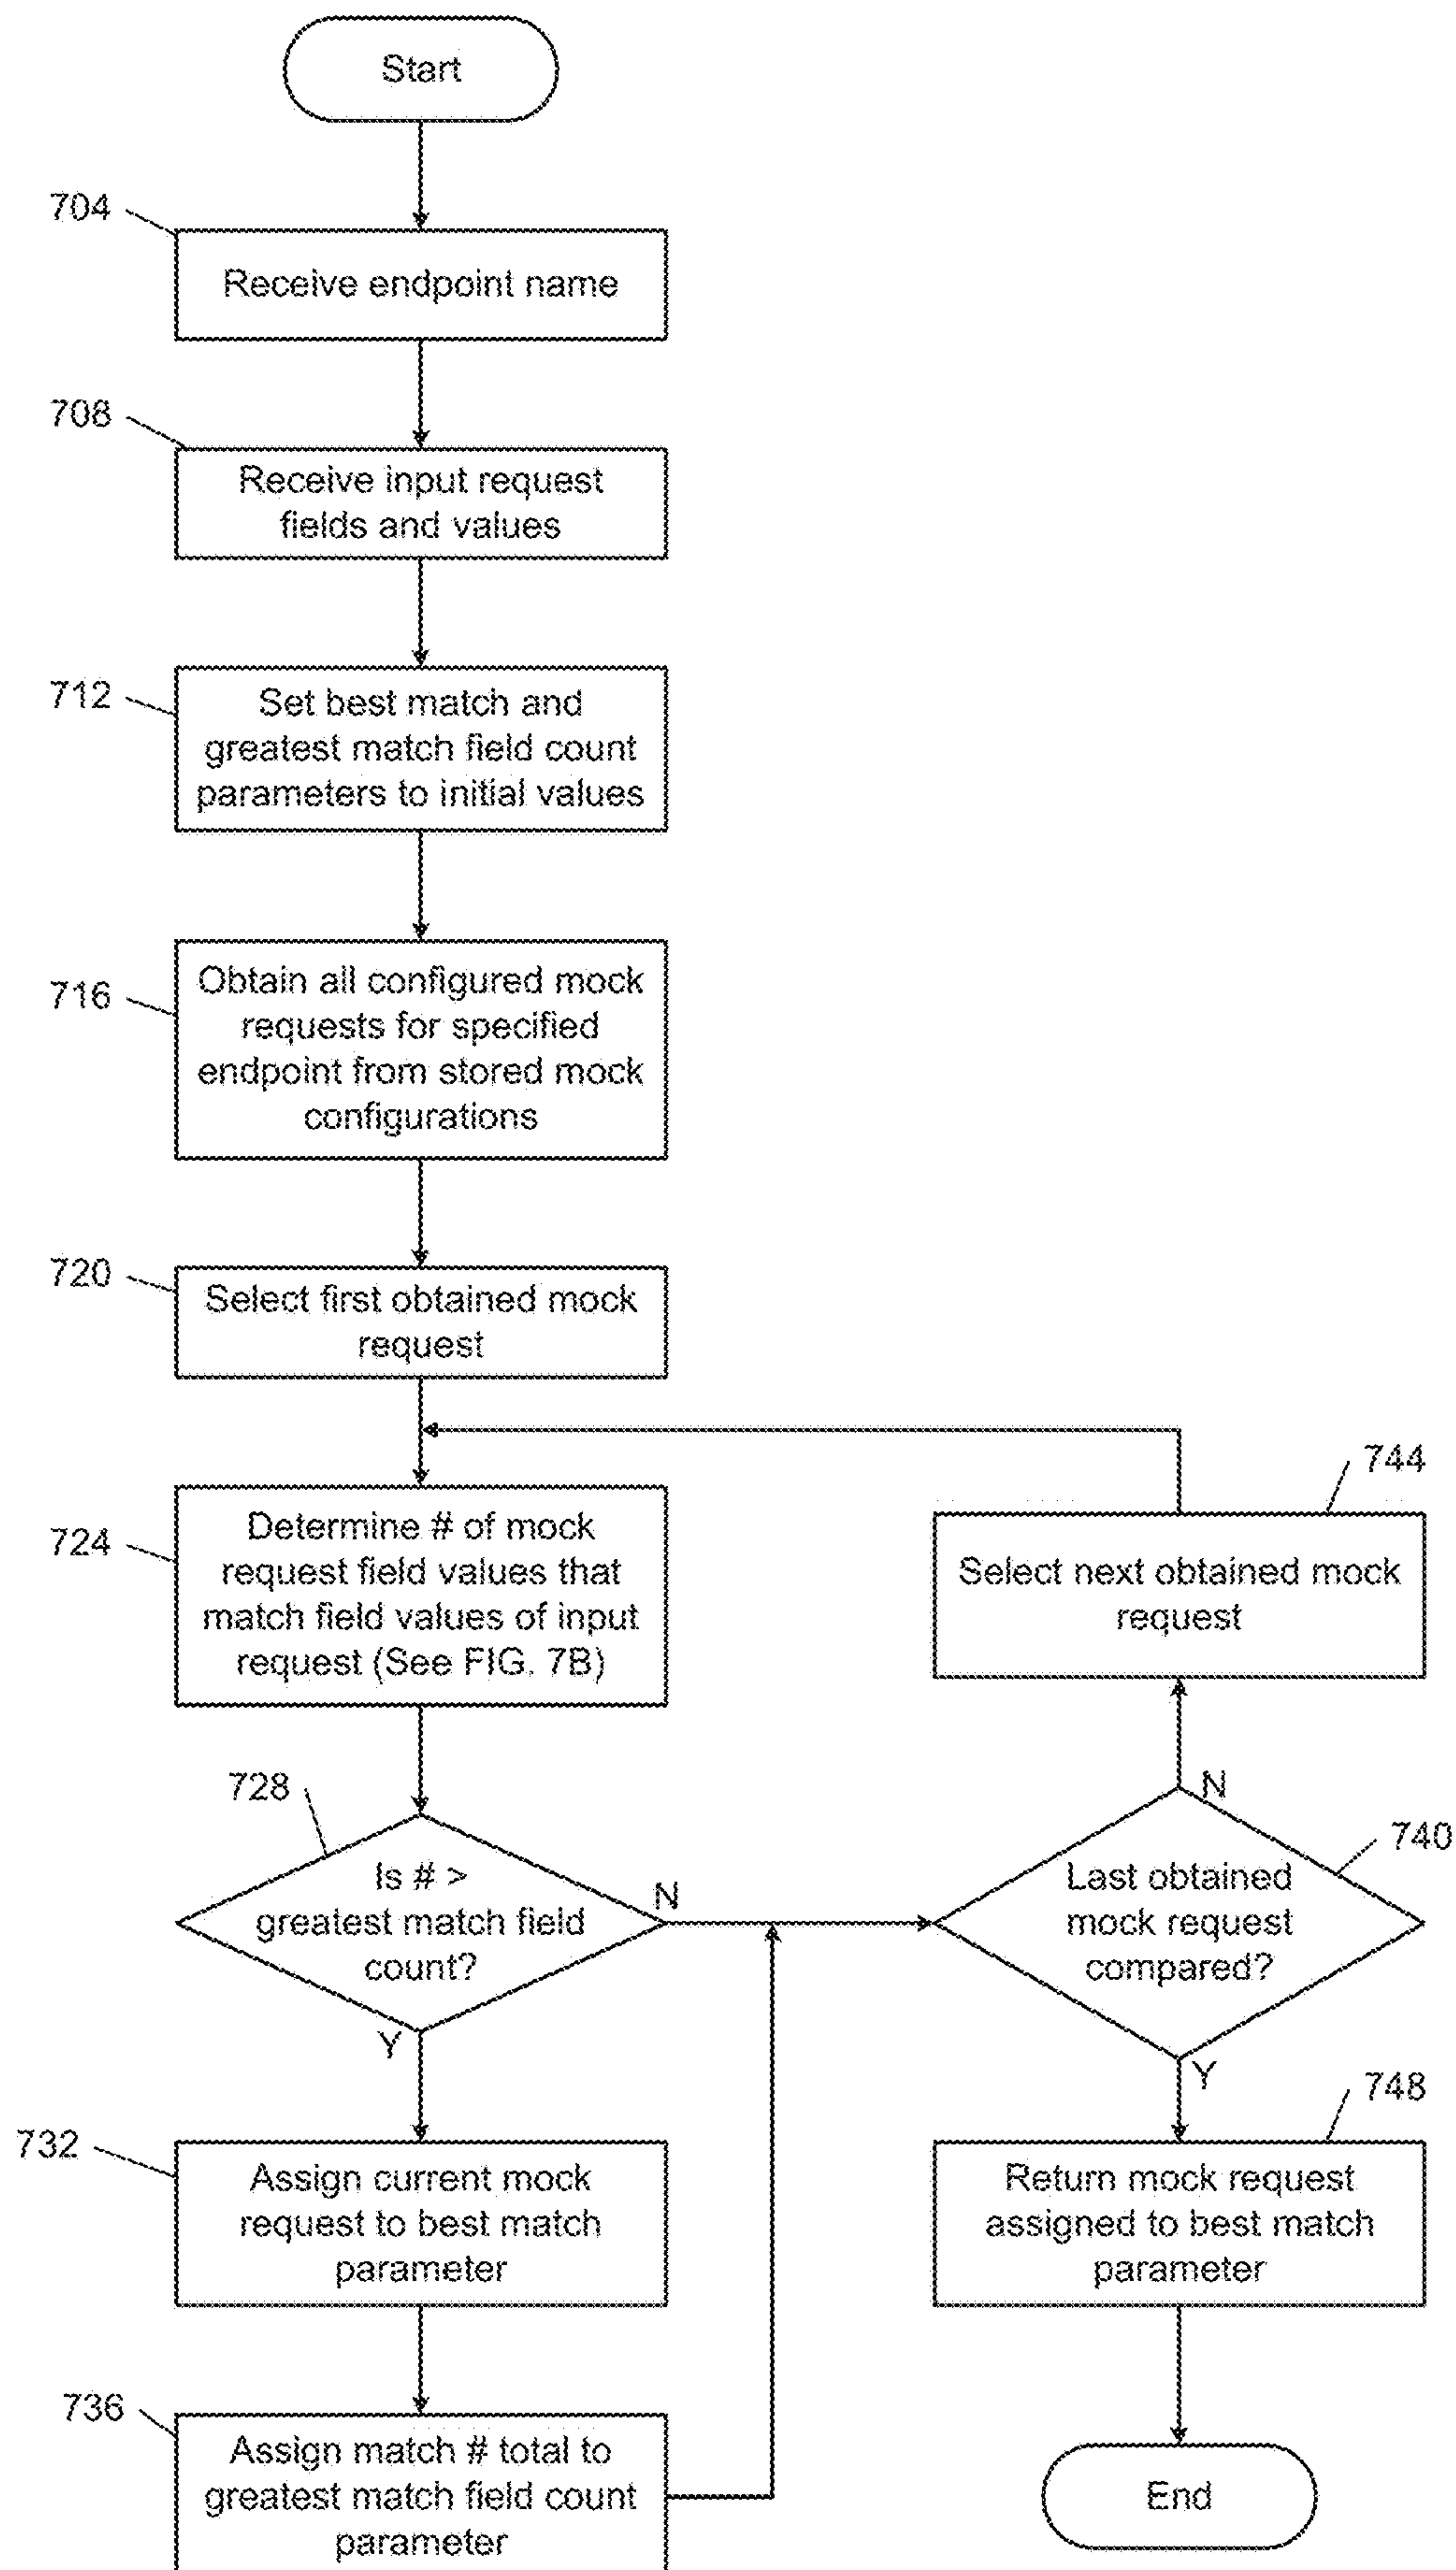 Start
704
Receive endpoint name
708
Receive input request
fields and values
712
Set best match and
greatest match field count
parameters to initial values
716
Obtain all configured mock
requests for specified
endpoint from stored mock
configurations
720
Select first obtained mock
request
724
Determine # of mock
request field values that
match field values of input
request (See FIG. 7B)
744
Select next obtained mock
request
728
Is # >
greatest match field
count?
N
Y
740
Last obtained
mock request
compared?
N
Y
732
Assign current mock
request to best match
parameter
748
Return mock request
assigned to best match
parameter
736
Assign match # total to
greatest match field count
parameter
End